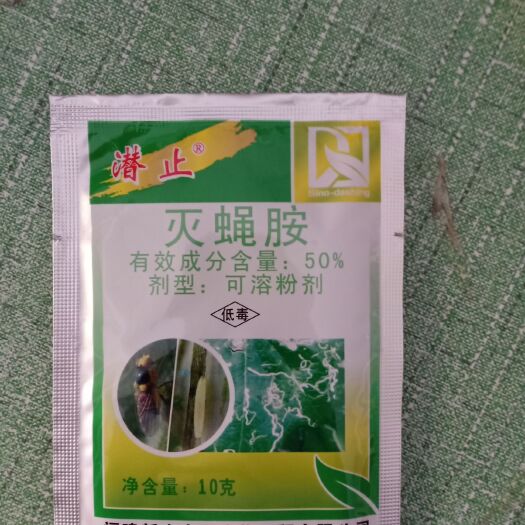 潜止®
Sino-dashing
灭蝇胺
有效成分含量：50%
剂型：可溶粉剂
低毒
净含量：10克